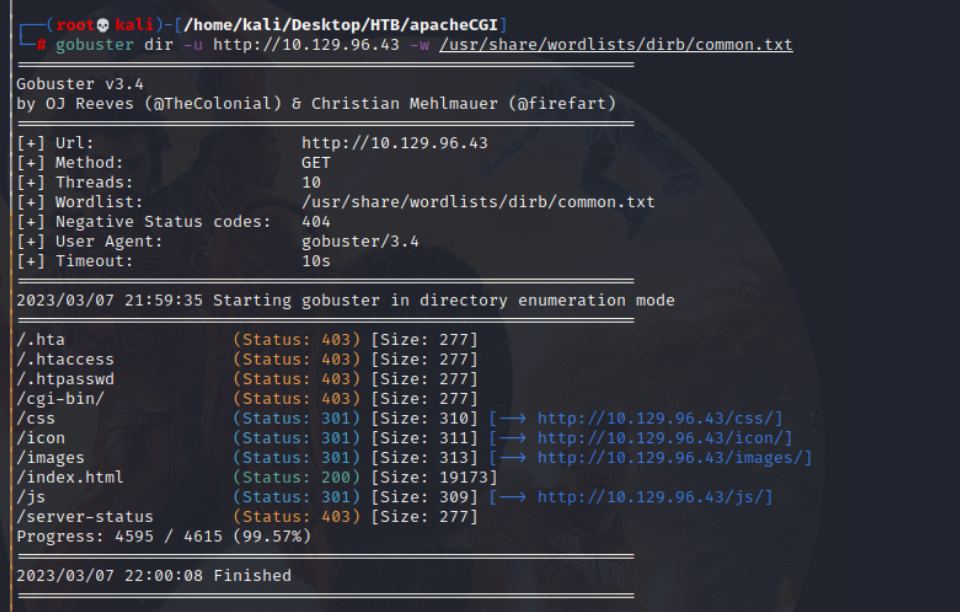 ┌──(root💀kali)-[/home/kali/Desktop/HTB/apacheCGI]
└─# gobuster dir -u http://10.129.96.43 -w /usr/share/wordlists/dirb/common.txt
===============================================================
Gobuster v3.4
by OJ Reeves (@TheColonial) & Christian Mehlmauer (@firefart)
===============================================================
[+] Url:                     http://10.129.96.43
[+] Method:                  GET
[+] Threads:                 10
[+] Wordlist:                /usr/share/wordlists/dirb/common.txt
[+] Negative Status codes:   404
[+] User Agent:              gobuster/3.4
[+] Timeout:                 10s
===============================================================
2023/03/07 21:59:35 Starting gobuster in directory enumeration mode
===============================================================
/.hta                 (Status: 403) [Size: 277]
/.htaccess            (Status: 403) [Size: 277]
/.htpasswd            (Status: 403) [Size: 277]
/cgi-bin/             (Status: 403) [Size: 277]
/css                  (Status: 301) [Size: 310] [--> http://10.129.96.43/css/]
/icon                 (Status: 301) [Size: 311] [--> http://10.129.96.43/icon/]
/images               (Status: 301) [Size: 313] [--> http://10.129.96.43/images/]
/index.html           (Status: 200) [Size: 19173]
/js                   (Status: 301) [Size: 309] [--> http://10.129.96.43/js/]
/server-status        (Status: 403) [Size: 277]
Progress: 4595 / 4615 (99.57%)
===============================================================
2023/03/07 22:00:08 Finished
===============================================================